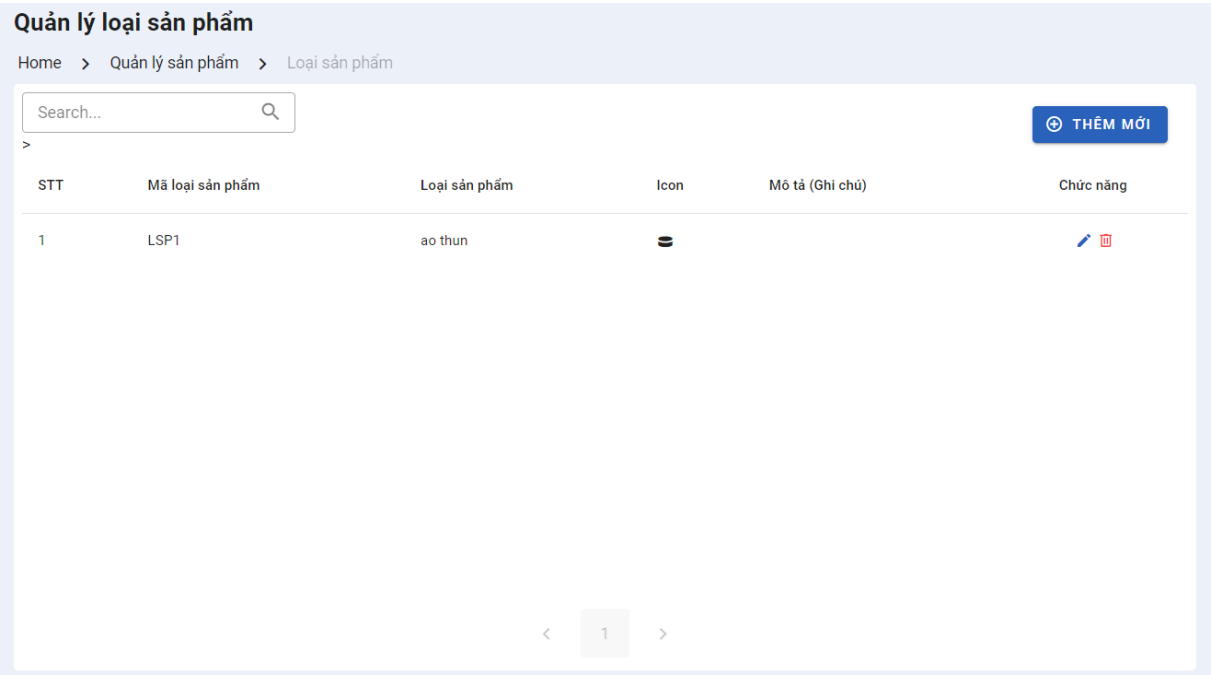 Quản lý loại sản phẩm
Home > Quản lý sản phẩm > Loại sản phẩm
Search...
THÊM MỚI
>
STT Mã loại sản phẩm Loại sản phẩm Icon Mô tả (Ghi chú) Chức năng
1 LSP1 ao thun
< 1 >